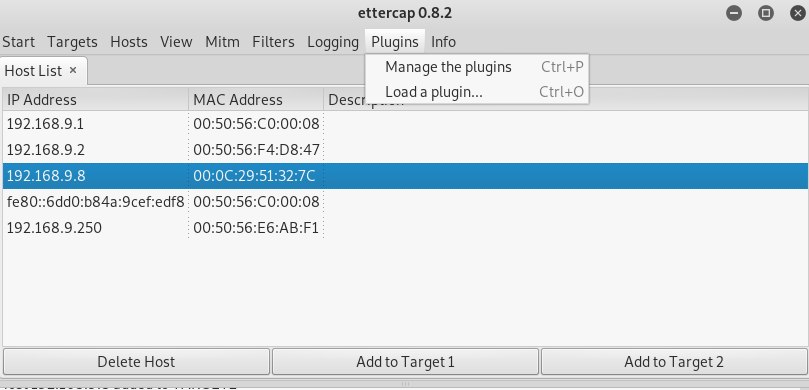 ettercap 0.8.2
Start Targets Hosts View Mitm Filters Logging Plugins Info
Manage the plugins Ctrl+P
Load a plugin... Ctrl+O
Host List ×
IP Address MAC Address Description
192.168.9.1 00:50:56:C0:00:08
192.168.9.2 00:50:56:F4:D8:47
192.168.9.8 00:0C:29:51:32:7C
fe80::6dd0:b84a:9cef:edf8 00:50:56:C0:00:08
192.168.9.250 00:50:56:E6:AB:F1
Delete Host Add to Target 1 Add to Target 2